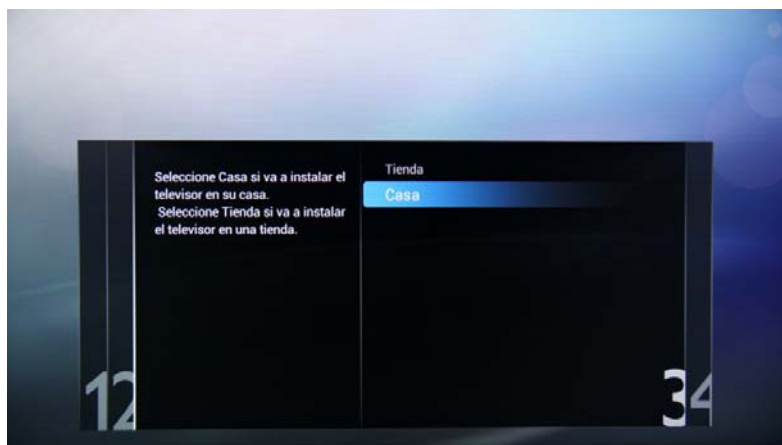 Seleccione Casa si va a instalar el
televisor en su casa.
Seleccione Tienda si va a instalar
el televisor en una tienda.
Tienda
Casa
12
34